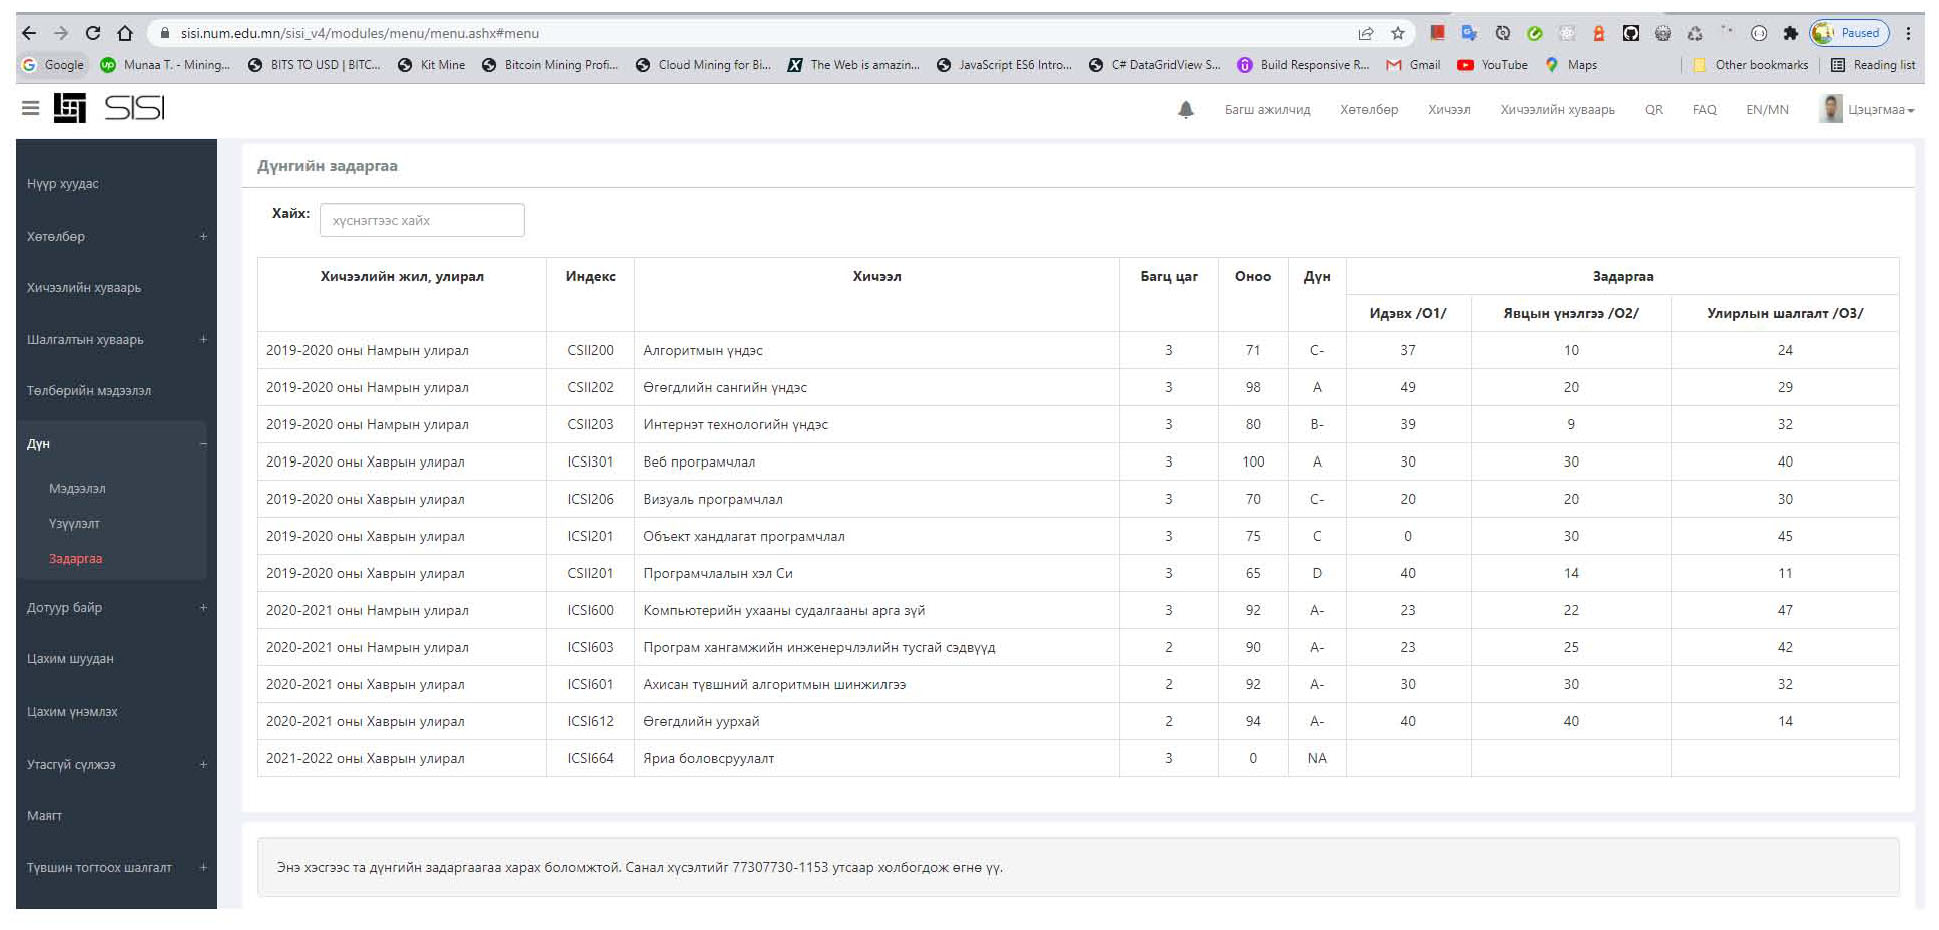 sisi.num.edu.mn/sisi_v4/modules/menu/menu.ashx#menu Paused
Google Munaa T. - Mining... BITS TO USD | BITC... Kit Mine Bitcoin Mining Profi... Cloud Mining for Bi... The Web is amazin... JavaScript ES6 Intro... C# DataGridView S... Build Responsive R... Gmail YouTube Maps Other bookmarks Reading list
SISI Багш ажилчид Хөтөлбөр Хичээл Хичээлийн хуваарь QR FAQ EN/MN Цэцэгмаа
Нүүр хуудас
Хөтөлбөр +
Хичээлийн хуваарь
Шалгалтын хуваарь +
Төлбөрийн мэдээлэл
Дүн −
Мэдээлэл
Үзүүлэлт
Задаргаа
Дотуур байр +
Цахим шуудан
Цахим үнэмлэх
Утасгүй сүлжээ +
Маягт
Түвшин тогтоох шалгалт +
Дүнгийн задаргаа
Хайх: хүснэгтээс хайх
Хичээлийн жил, улирал Индекс Хичээл Багц цаг Оноо Дүн Задаргаа
Идэвх /О1/ Явцын үнэлгээ /О2/ Улирлын шалгалт /О3/
2019-2020 оны Намрын улирал CSII200 Алгоритмын үндэс 3 71 C- 37 10 24
2019-2020 оны Намрын улирал CSII202 Өгөгдлийн сангийн үндэс 3 98 A 49 20 29
2019-2020 оны Намрын улирал CSII203 Интернэт технологийн үндэс 3 80 B- 39 9 32
2019-2020 оны Хаврын улирал ICSI301 Веб програмчлал 3 100 A 30 30 40
2019-2020 оны Хаврын улирал ICSI206 Визуаль програмчлал 3 70 C- 20 20 30
2019-2020 оны Хаврын улирал ICSI201 Объект хандлагат програмчлал 3 75 C 0 30 45
2019-2020 оны Хаврын улирал CSII201 Програмчлалын хэл Си 3 65 D 40 14 11
2020-2021 оны Намрын улирал ICSI600 Компьютерийн ухааны судалгааны арга зүй 3 92 A- 23 22 47
2020-2021 оны Намрын улирал ICSI603 Програм хангамжийн инженерчлэлийн тусгай сэдвүүд 2 90 A- 23 25 42
2020-2021 оны Хаврын улирал ICSI601 Ахисан түвшний алгоритмын шинжилгээ 2 92 A- 30 30 32
2020-2021 оны Хаврын улирал ICSI612 Өгөгдлийн уурхай 2 94 A- 40 40 14
2021-2022 оны Хаврын улирал ICSI664 Яриа боловсруулалт 3 0 NA
Энэ хэсгээс та дүнгийн задаргаагаа харах боломжтой. Санал хүсэлтийг 77307730-1153 утсаар холбогдож өгнө үү.